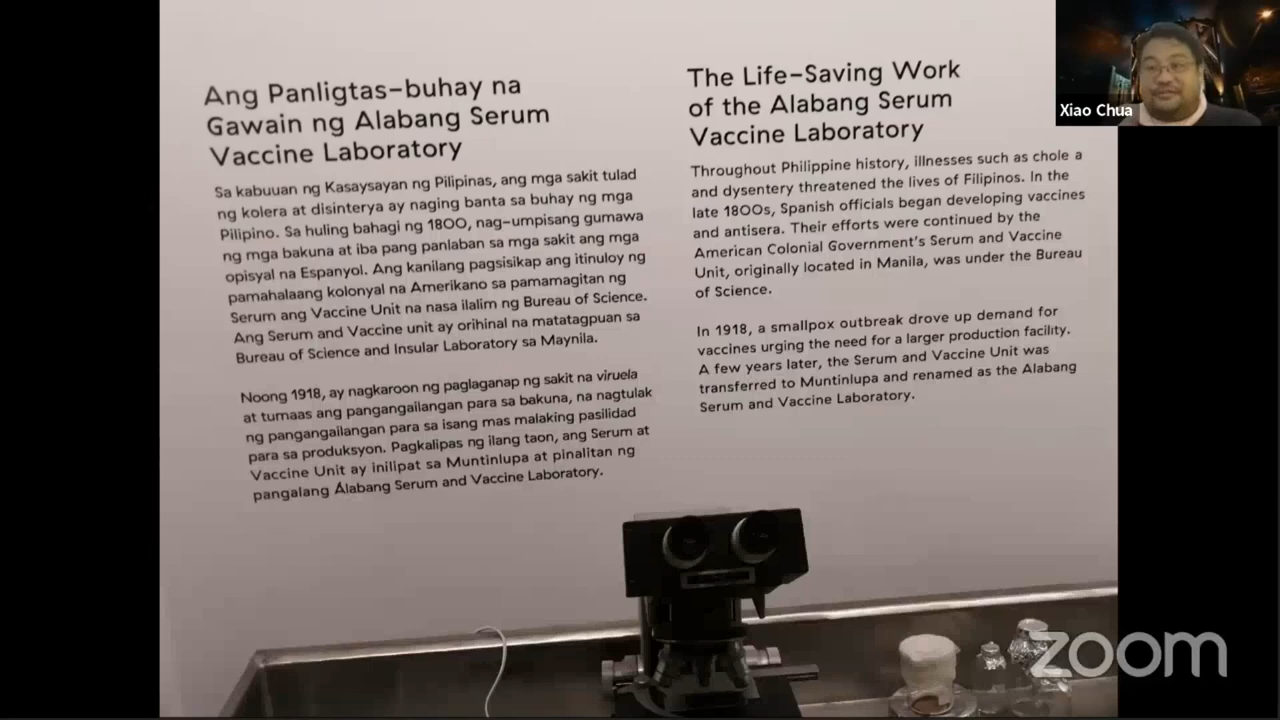 Ang Panligtas-buhay na
Gawain ng Alabang Serum
Vaccine Laboratory
Sa kabuuan ng Kasaysayan ng Pilipinas, ang mga sakit tulad
ng kolera at disinterya ay naging banta sa buhay ng mga
Pilipino. Sa huling bahagi ng 1800, nag-umpisang gumawa
ng mga bakuna at iba pang panlaban sa mga sakit ang mga
opisyal na Espanyol. Ang kanilang pagsisikap ang itinuloy ng
pamahalaang kolonyal na Amerikano sa pamamagitan ng
Serum ang Vaccine Unit na nasa ilalim ng Bureau of Science.
Ang Serum and Vaccine unit ay orihinal na matatagpuan sa
Bureau of Science and Insular Laboratory sa Maynila.
Noong 1918, ay nagkaroon ng paglaganap ng sakit na viruela
at tumaas ang pangangailangan para sa bakuna, na nagtulak
ng pangangailangan para sa isang mas malaking pasilidad
para sa produksyon. Pagkalipas ng ilang taon, ang Serum at
Vaccine Unit ay inilipat sa Muntinlupa at pinalitan ng
pangalang Alabang Serum and Vaccine Laboratory.
The Life-Saving Work
of the Alabang Serum
Vaccine Laboratory
Throughout Philippine history, illnesses such as chole a
and dysentery threatened the lives of Filipinos. In the
late 1800s, Spanish officials began developing vaccines
and antisera. Their efforts were continued by the
American Colonial Government's Serum and Vaccine
Unit, originally located in Manila, was under the Bureau
of Science.
In 1918, a smallpox outbreak drove up demand for
vaccines urging the need for a larger production facility.
A few years later, the Serum and Vaccine Unit was
transferred to Muntinlupa and renamed as the Alabang
Serum and Vaccine Laboratory.
Xiao Chua
zoom